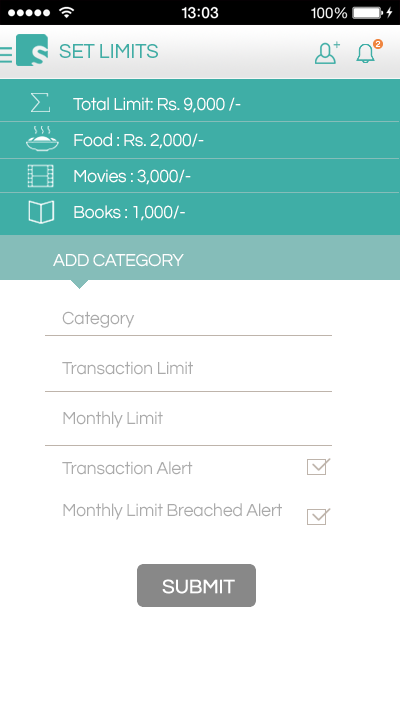 13:03
100%
S SET LIMITS
+
2
Total Limit: Rs. 9,000 /-
Food : Rs. 2,000/-
Movies : 3,000/-
Books : 1,000/-
ADD CATEGORY
Category
Transaction Limit
Monthly Limit
Transaction Alert
Monthly Limit Breached Alert
SUBMIT